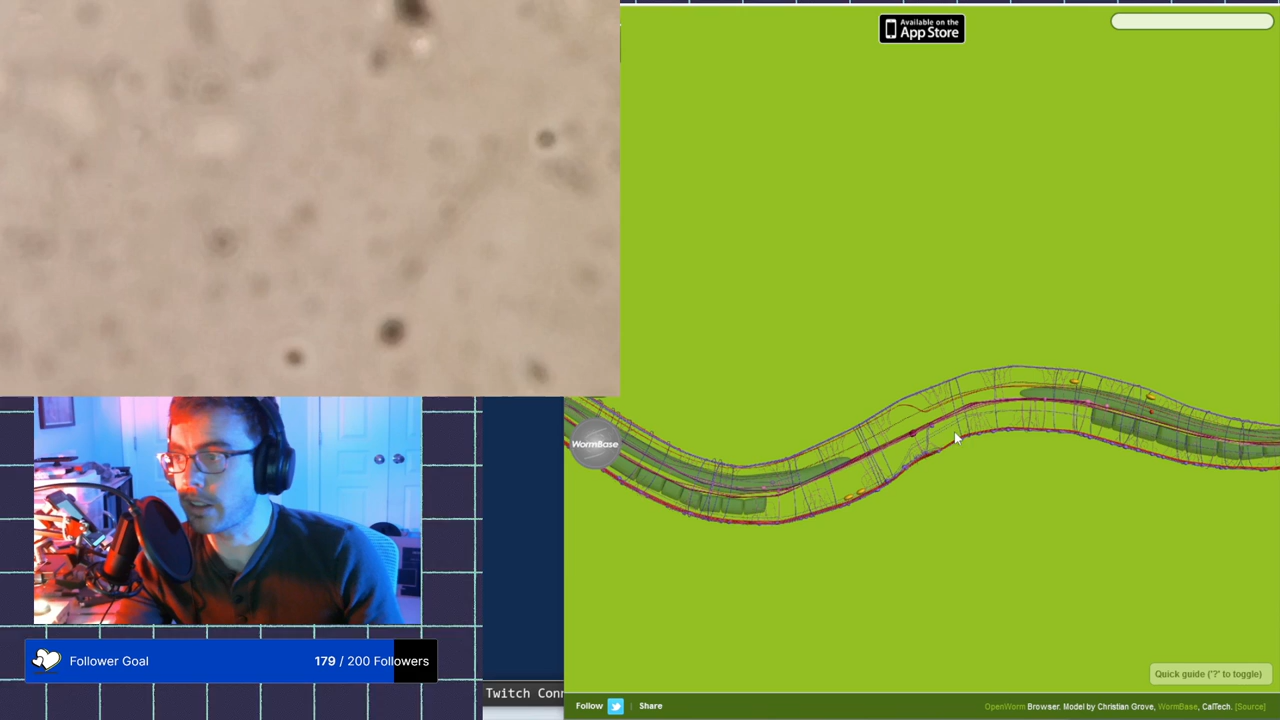 Available on the
App Store
WormBase
Follower Goal
179 / 200 Followers
Twitch Conn
Quick guide ('?' to toggle)
Follow | Share
OpenWorm Browser. Model by Christian Grove, WormBase, CalTech. [Source]